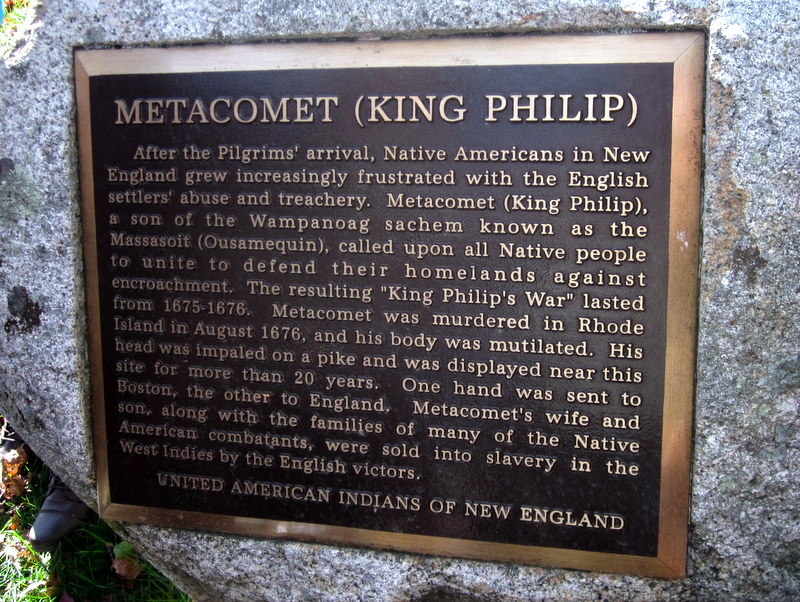 METACOMET (KING PHILIP)
After the Pilgrims' arrival, Native Americans in New
England grew increasingly frustrated with the English
settlers' abuse and treachery. Metacomet (King Philip),
a son of the Wampanoag sachem known as the
Massasoit (Ousamequin), called upon all Native people
to unite to defend their homelands against
encroachment. The resulting "King Philip's War" lasted
from 1675-1676. Metacomet was murdered in Rhode
Island in August 1676, and his body was mutilated. His
head was impaled on a pike and was displayed near this
site for more than 20 years. One hand was sent to
Boston, the other to England. Metacomet's wife and
son, along with the families of many of the Native
American combatants, were sold into slavery in the
West Indies by the English victors.
UNITED AMERICAN INDIANS OF NEW ENGLAND